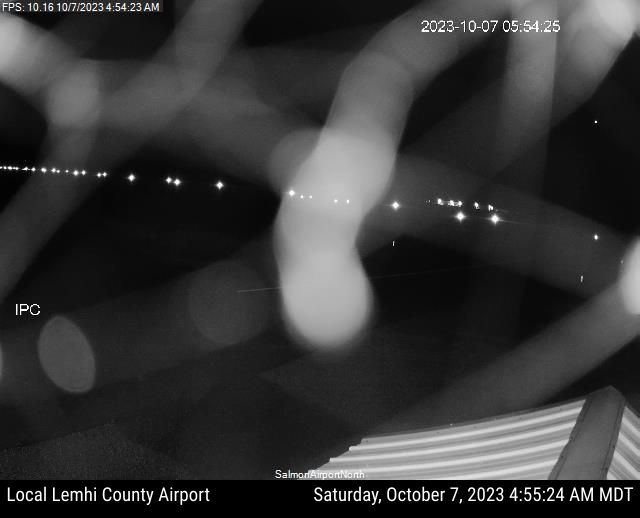 FPS: 10.16 10/7/2023 4:54:23 AM
2023-10-07 05:54:25
IPC
SalmonAirportNorth
Local Lemhi County Airport
Saturday, October 7, 2023 4:55:24 AM MDT